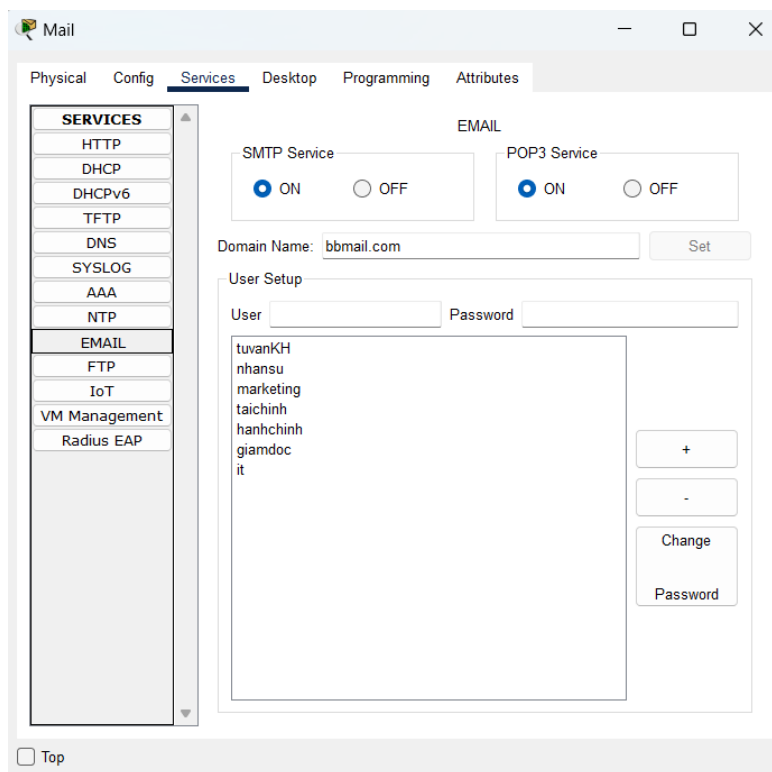 Mail
Physical Config Services Desktop Programming Attributes
SERVICES
HTTP
DHCP
DHCPv6
TFTP
DNS
SYSLOG
AAA
NTP
EMAIL
FTP
IoT
VM Management
Radius EAP
EMAIL
SMTP Service
ON OFF
POP3 Service
ON OFF
Domain Name: bbmail.com Set
User Setup
User Password
tuvanKH
nhansu
marketing
taichinh
hanhchinh
giamdoc
it
+
-
Change
Password
Top